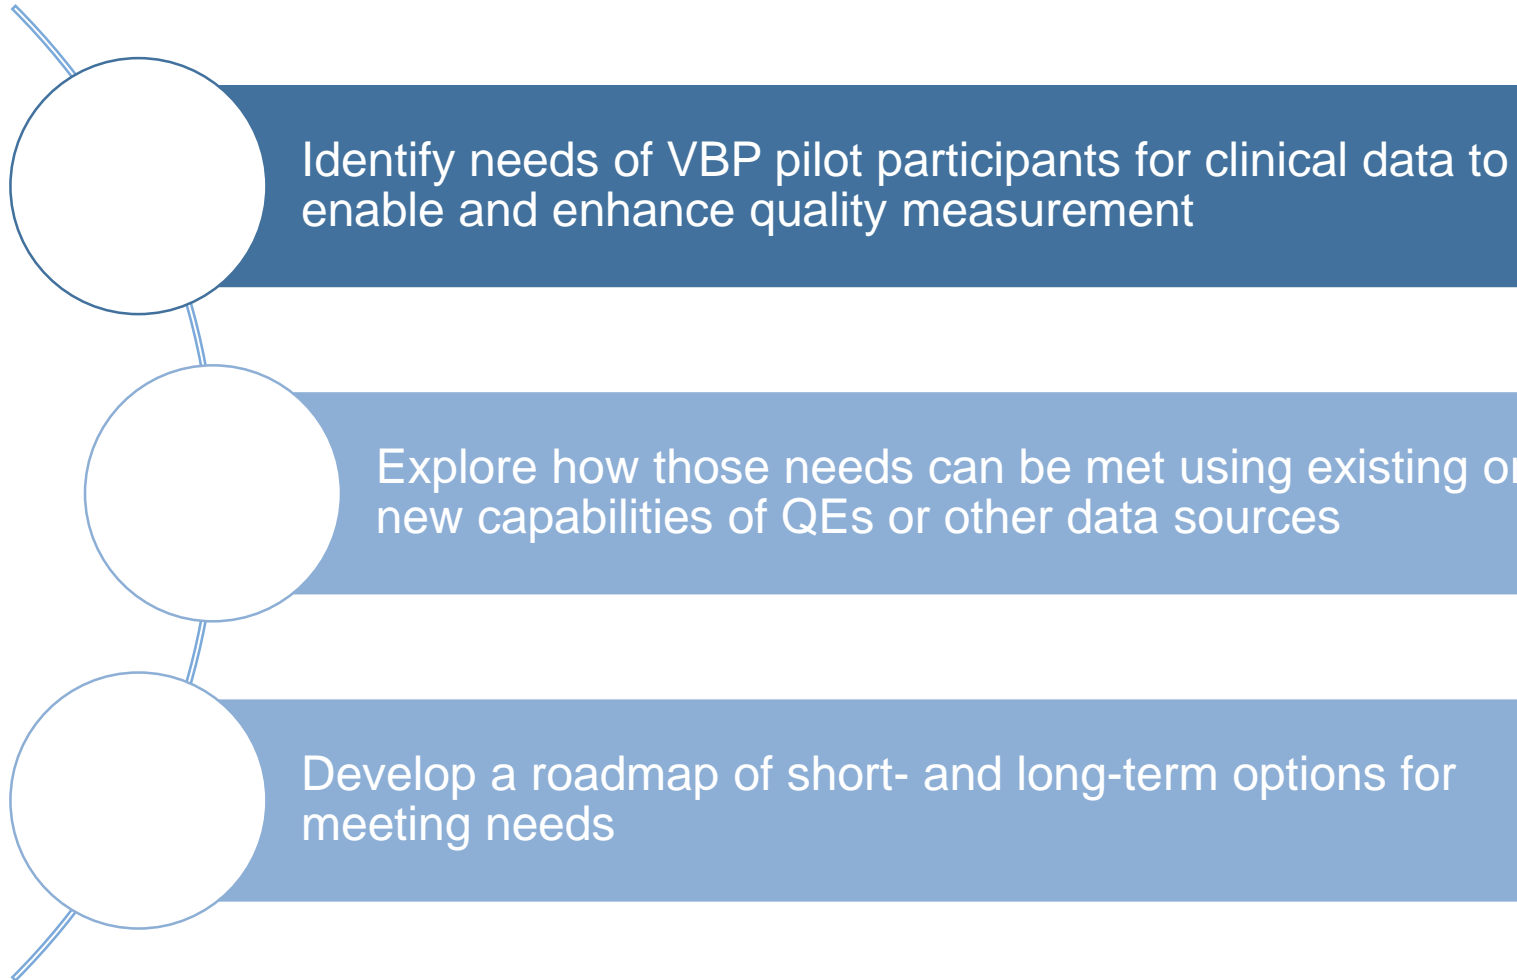 Identify needs of VBP pilot participants for clinical data to
enable and enhance quality measurement
Explore how those needs can be met using existing or
new capabilities of QEs or other data sources
Develop a roadmap of short- and long-term options for
meeting needs